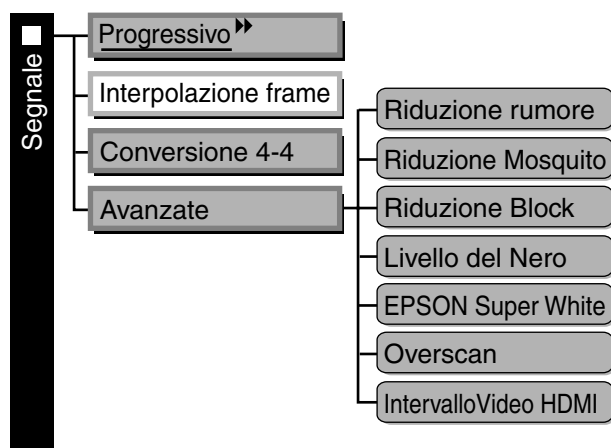 Segnale
Progressivo
Interpolazione frame
Conversione 4-4
Avanzate
Riduzione rumore
Riduzione Mosquito
Riduzione Block
Livello del Nero
EPSON Super White
Overscan
IntervalloVideo HDMI